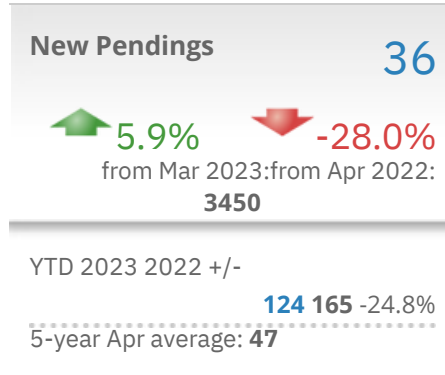 New Pendings
36
5.9% -28.0%
from Mar 2023:from Apr 2022:
3450
YTD 2023 2022 +/-
124 165 -24.8%
5-year Apr average: 47